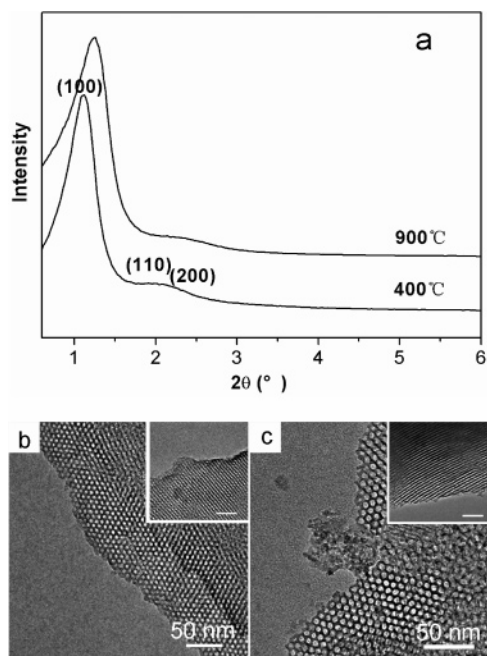 a
(100)
Intensity
900℃
(110)
(200)
400℃
1 2 3 4 5 6
2θ (° )
b
50 nm
c
50 nm